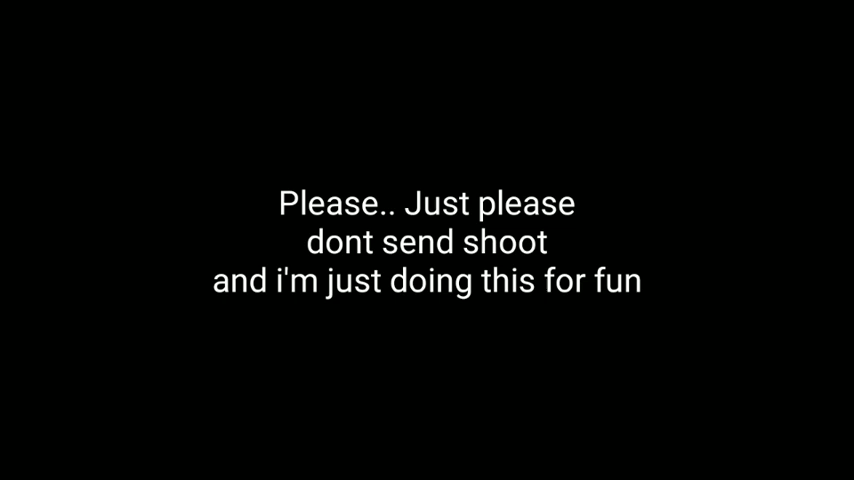 Please.. Just please
dont send shoot
and i'm just doing this for fun